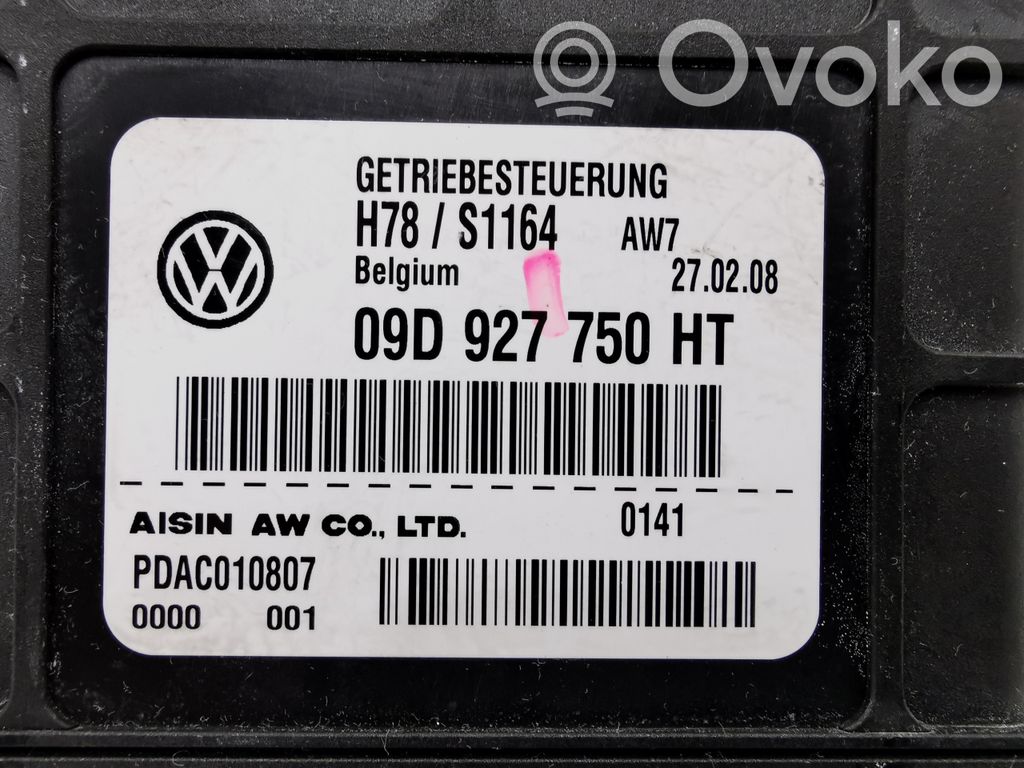 Ovoko
GETRIEBESTEUERUNG
H78 / S1164 AW7
Belgium 27.02.08
09D 927 750 HT
AISIN AW CO., LTD. 0141
PDAC010807
0000 001